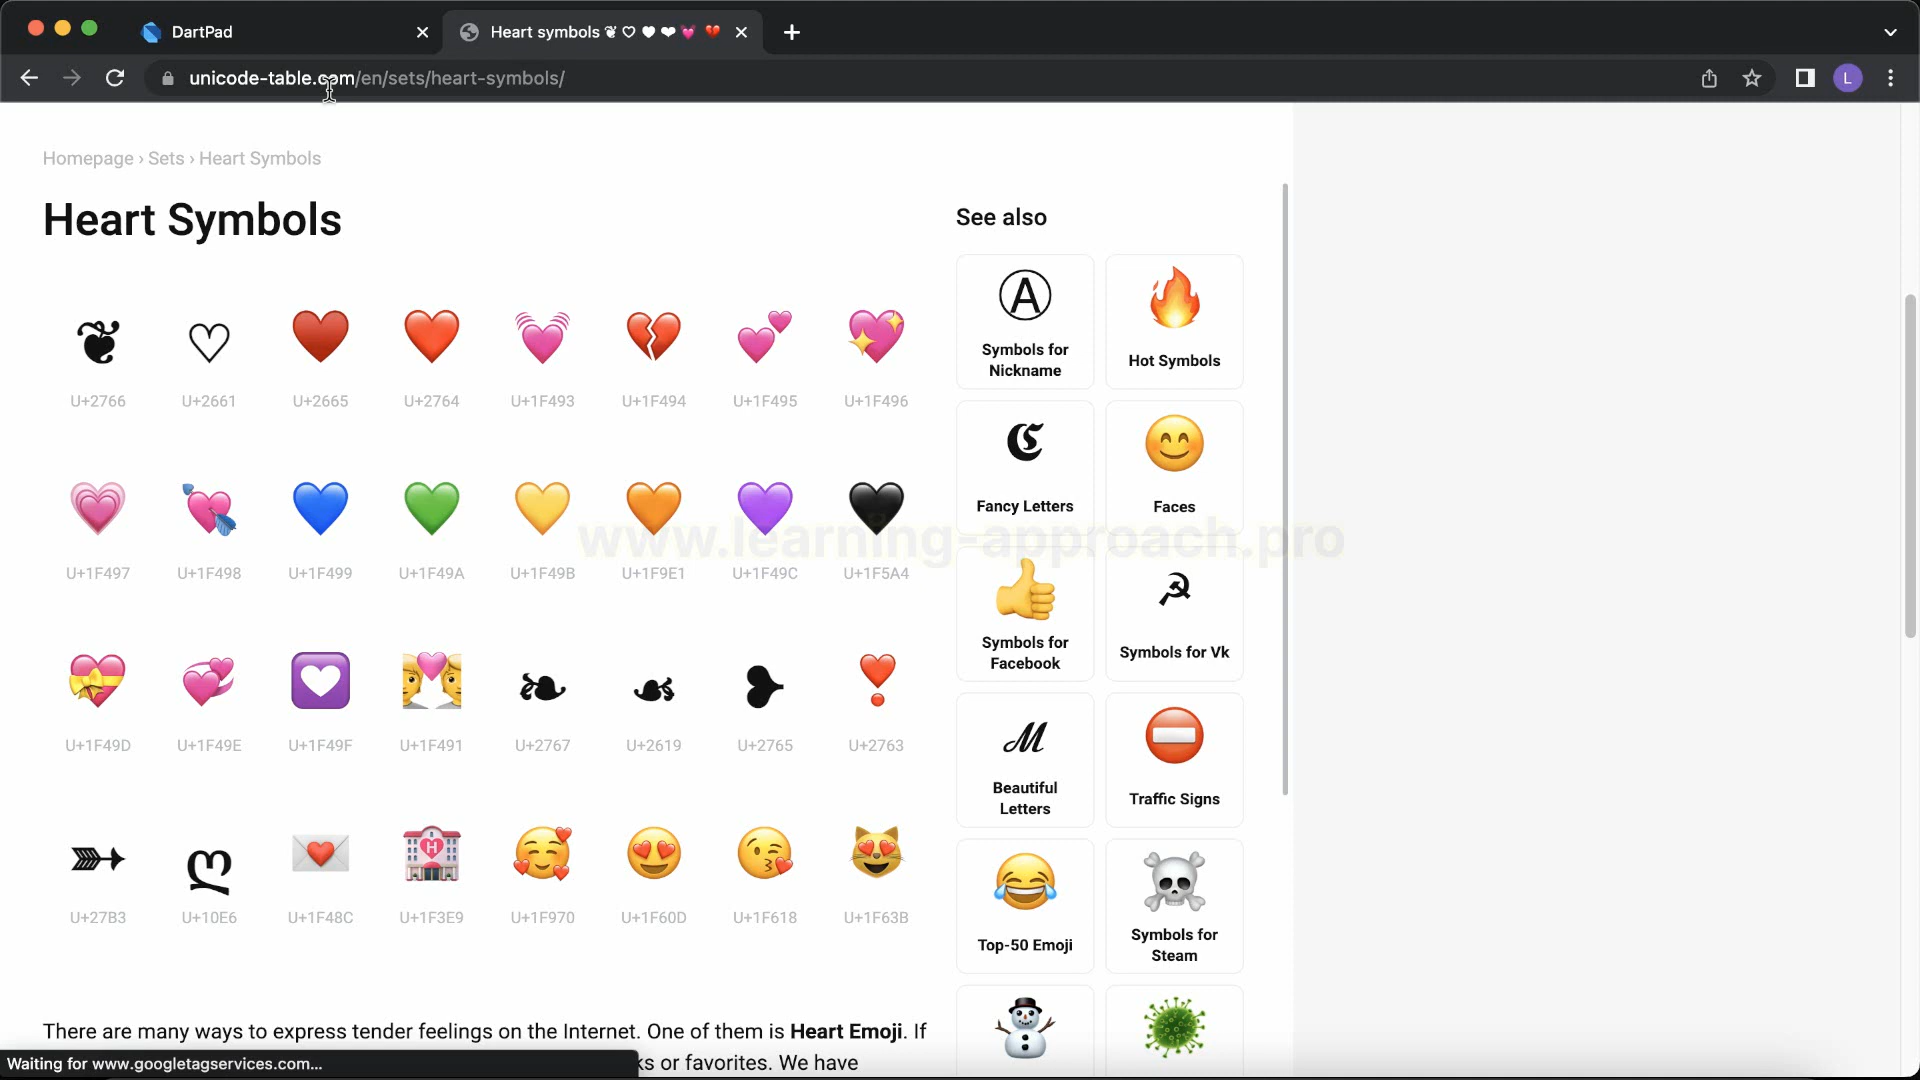 DartPad
Heart symbols ❦ ♡ ♥ ❤ 💓 💔
unicode-table.com/en/sets/heart-symbols/
L
Homepage › Sets › Heart Symbols
Heart Symbols
U+2766 U+2661 U+2665 U+2764 U+1F493 U+1F494 U+1F495 U+1F496
U+1F497 U+1F498 U+1F499 U+1F49A U+1F49B U+1F9E1 U+1F49C U+1F5A4
U+1F49D U+1F49E U+1F49F U+1F491 U+2767 U+2619 U+2765 U+2763
ღ
U+27B3 U+10E6 U+1F48C U+1F3E9 U+1F970 U+1F60D U+1F618 U+1F63B
There are many ways to express tender feelings on the Internet. One of them is Heart Emoji. If
ks or favorites. We have
See also
Ⓐ
Symbols for
Nickname
Hot Symbols
ℭ
Fancy Letters
Faces
Symbols for
Facebook
Symbols for Vk
ℳ
Beautiful
Letters
Traffic Signs
Top-50 Emoji
Symbols for
Steam
www.learning-approach.pro
Waiting for www.googletagservices.com...